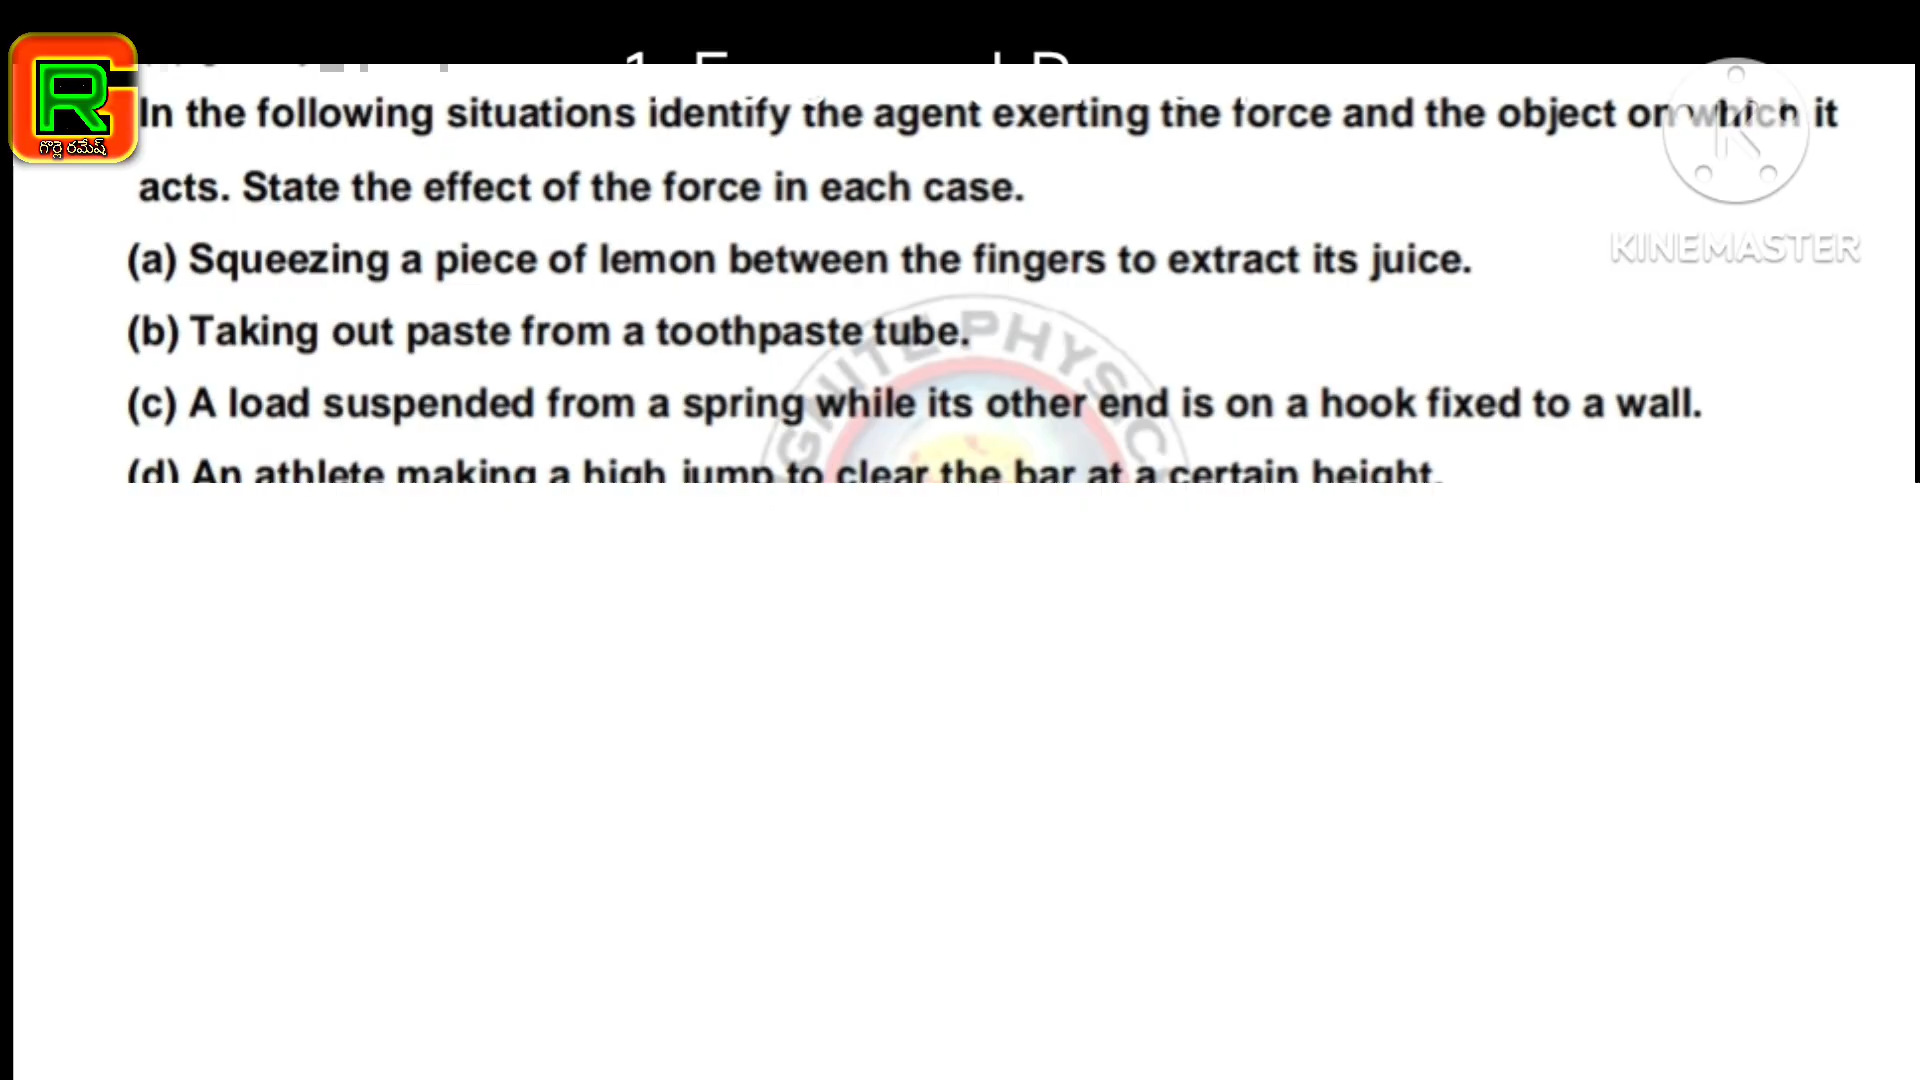 గొర్లె రమేష్
In the following situations identify the agent exerting the force and the object on which it
acts. State the effect of the force in each case.
(a) Squeezing a piece of lemon between the fingers to extract its juice.
(b) Taking out paste from a toothpaste tube.
(c) A load suspended from a spring while its other end is on a hook fixed to a wall.
(d) An athlete making a high jump to clear the bar at a certain height.
KINEMASTER